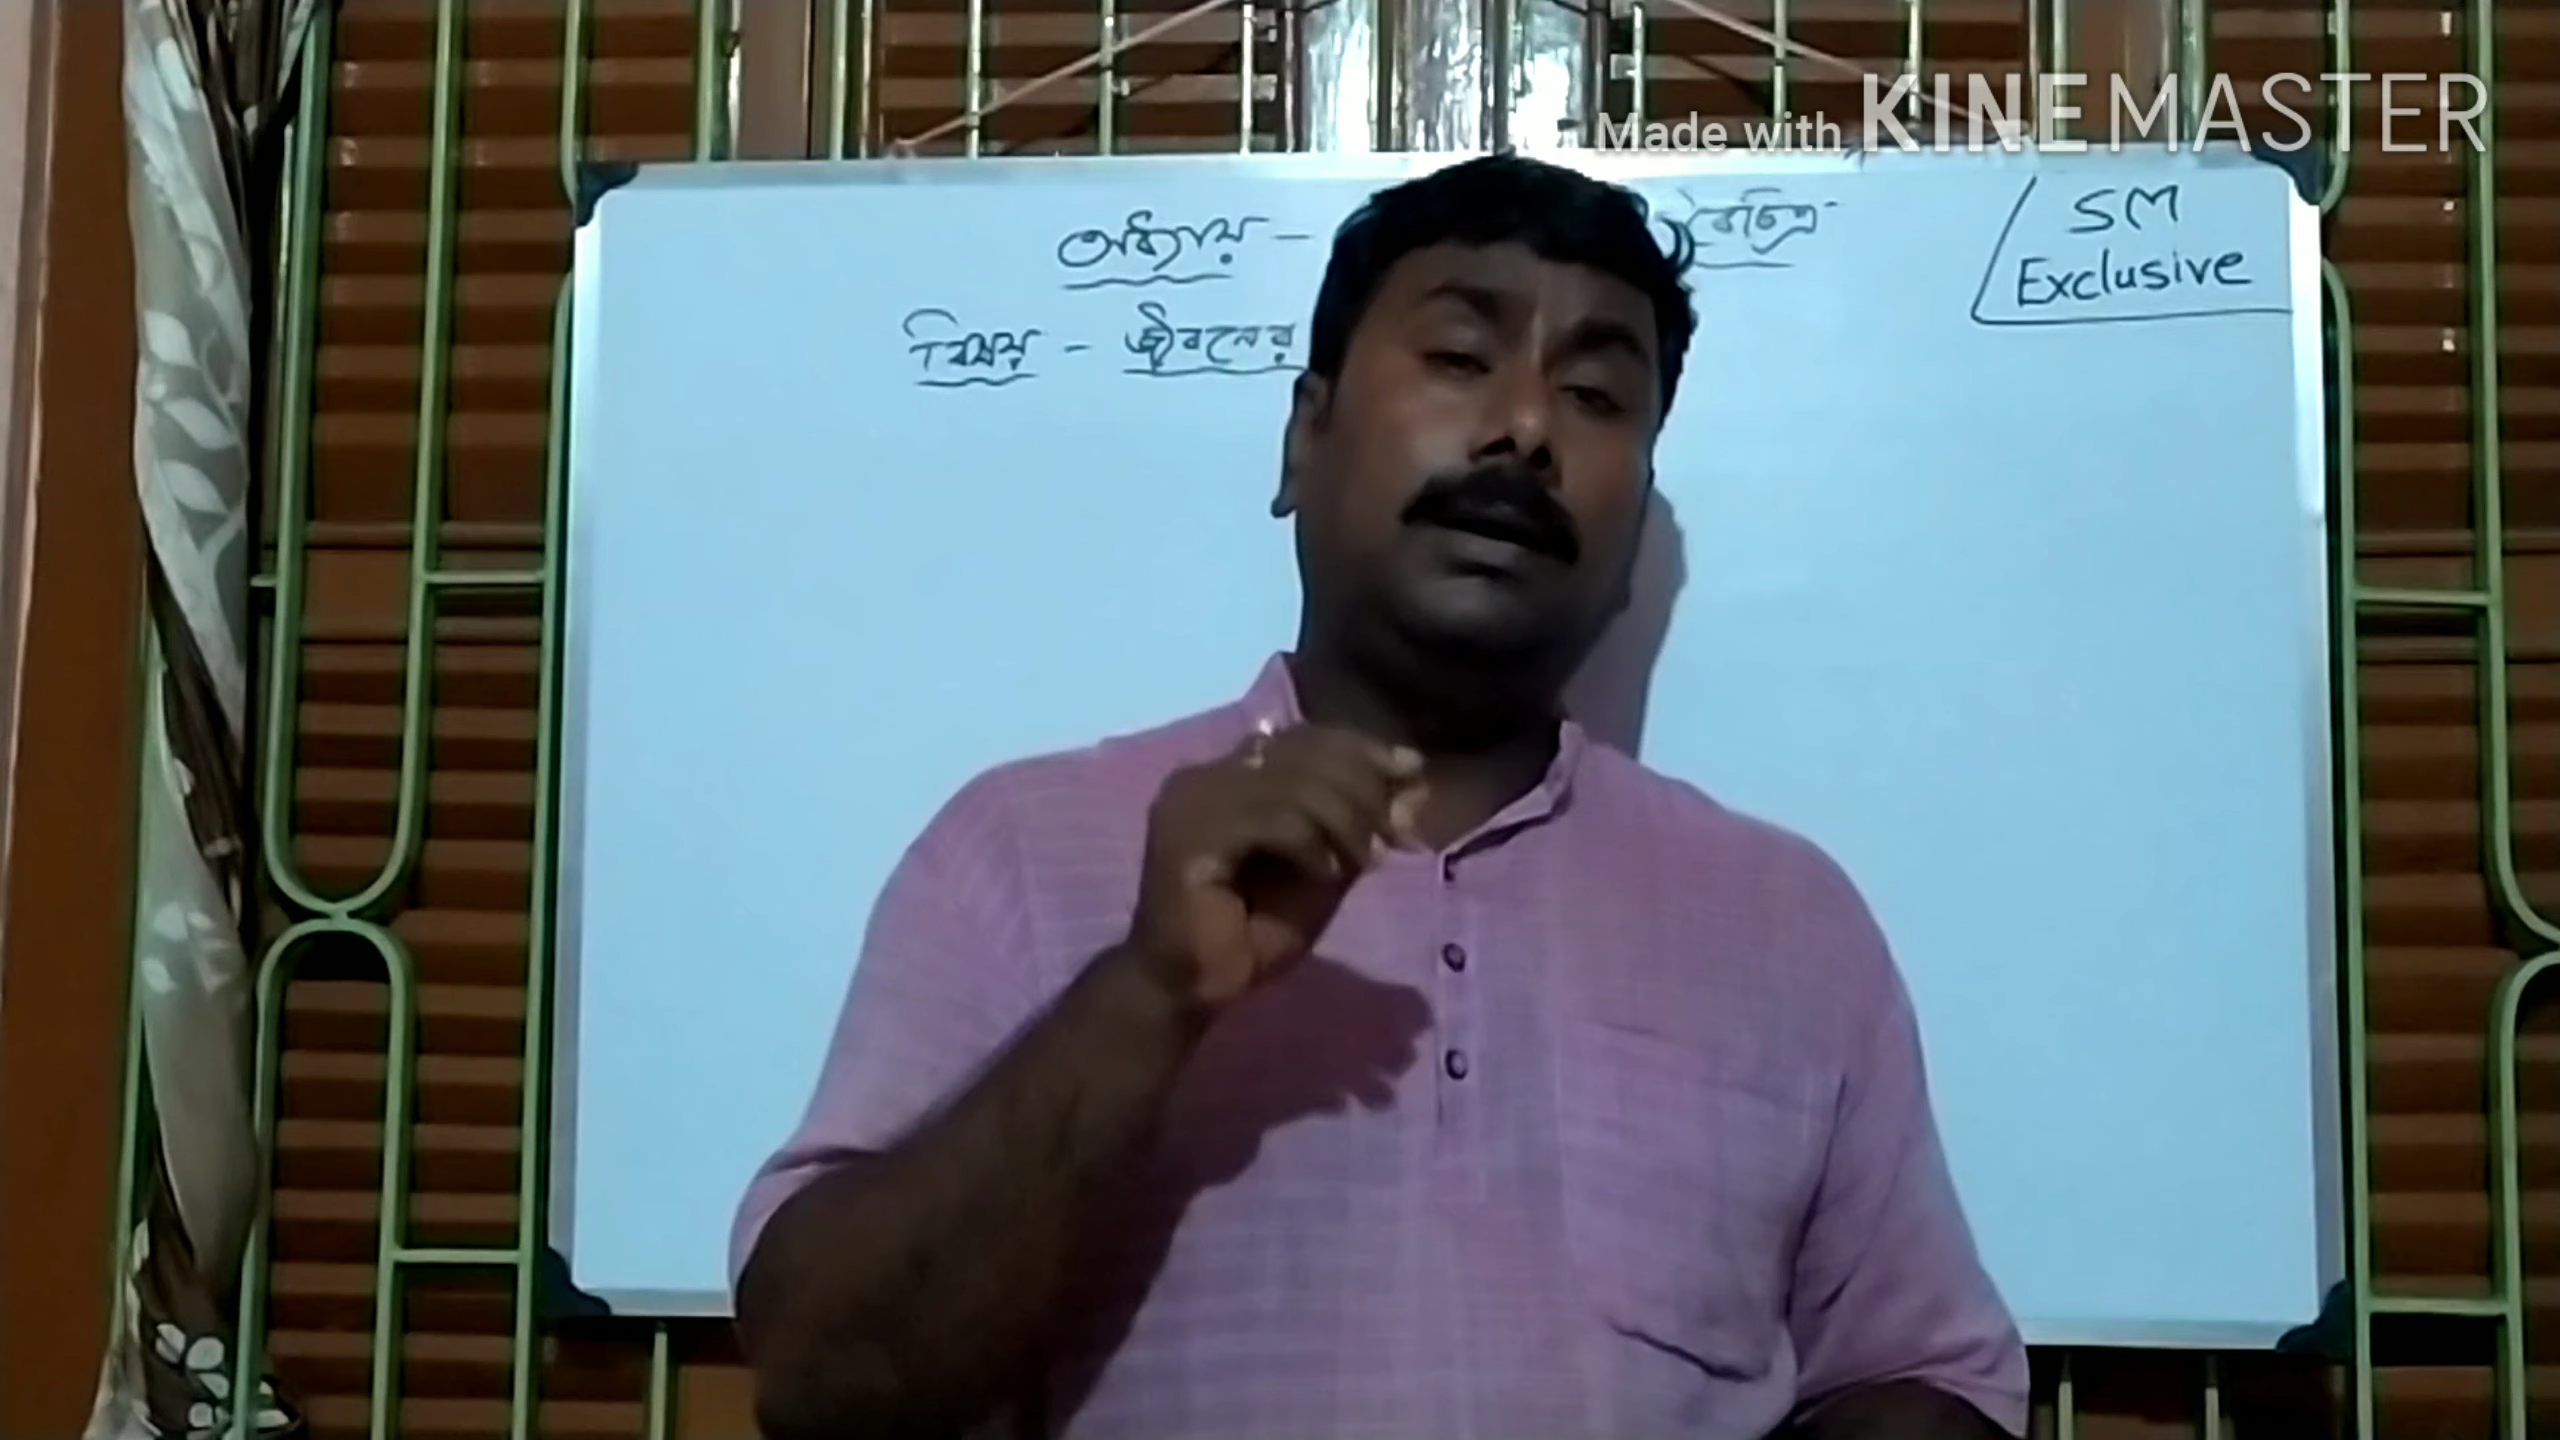 Made with KINEMASTER
অধ্যায় - বৈচিত্র
বিষয় - জীবনের
SM
Exclusive